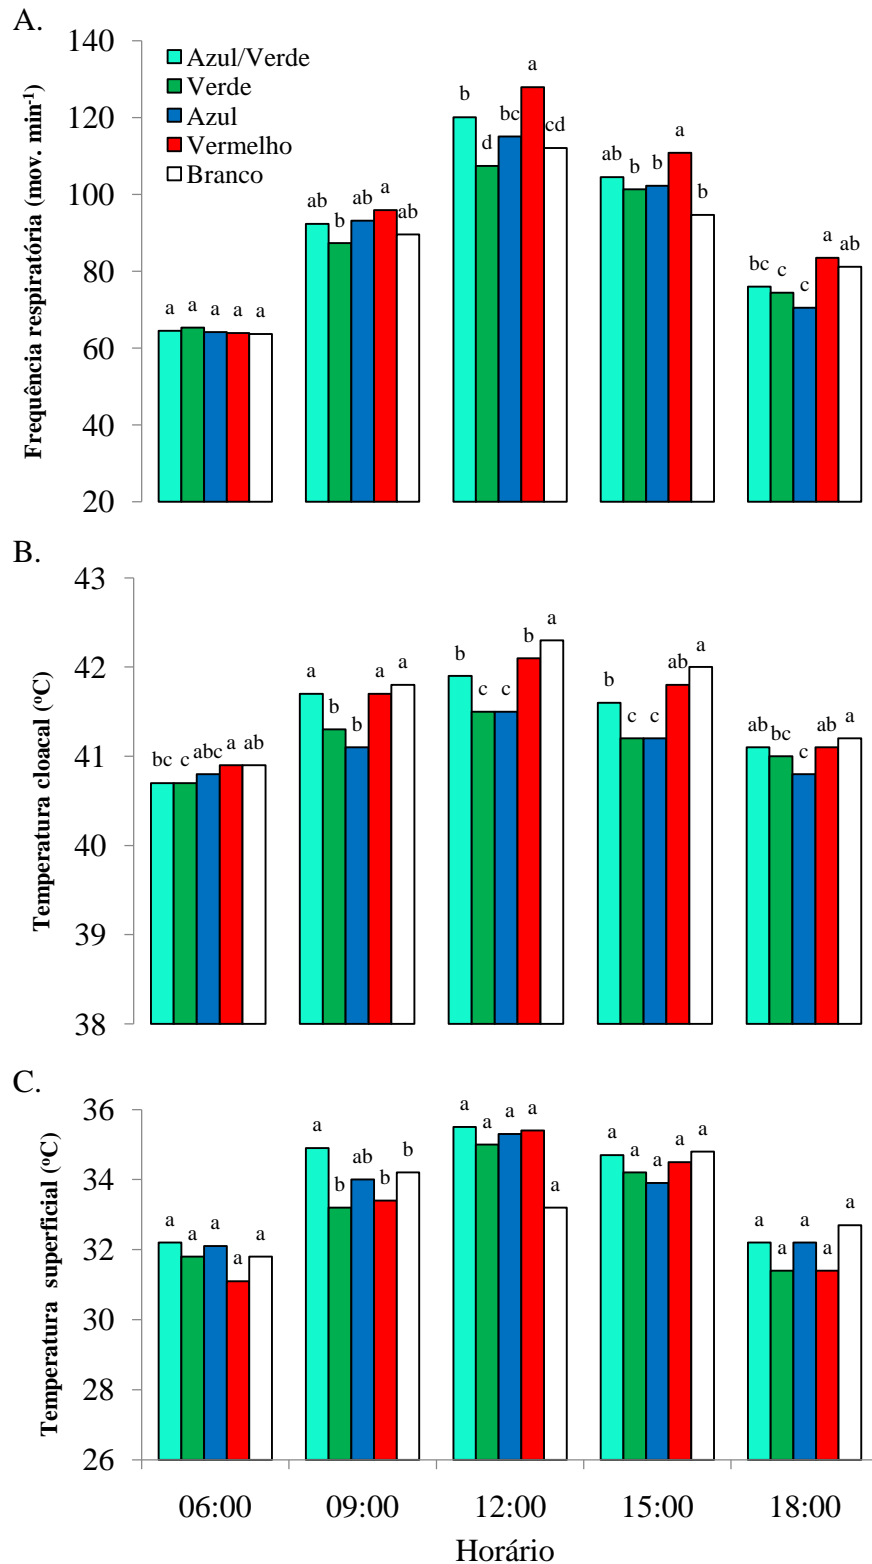 A.
Frequência respiratória (mov. min⁻¹)
140
120
100
80
60
40
20
Azul/Verde
Verde
Azul
Vermelho
Branco
a a a a a
ab b ab a ab
b d bc a cd
ab b b a b
bc c c a ab
B.
Temperatura cloacal (ºC)
43
42
41
40
39
38
bc c abc a ab
a b b a a
b c c b a
b c c ab a
ab bc c ab a
C.
Temperatura superficial (ºC)
36
34
32
30
28
26
a a a a a
a b ab b b
a a a a a
a a a a a
a a a a a
06:00 09:00 12:00 15:00 18:00
Horário